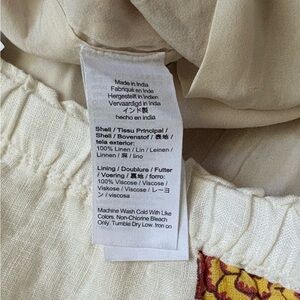 Made in India
Fabriqué en Inde
Hergestellt in Indien
Vervaardigd in India
インド製
hecho en india
Shell / Tissu Principal /
Shell / Bovenstof / 表地 /
tela exterior:
100% Linen / Lin / Leinen /
Linnen / 麻 / lino
Lining / Doublure / Futter
/ Voering / 裏地 / forro:
100% Viscose / Viscose /
Viskose / Viscose / レーヨ
ン / viscosa
Machine Wash Cold With Like
Colors. Non-Chlorine Bleach
Only. Tumble Dry Low. Iron on